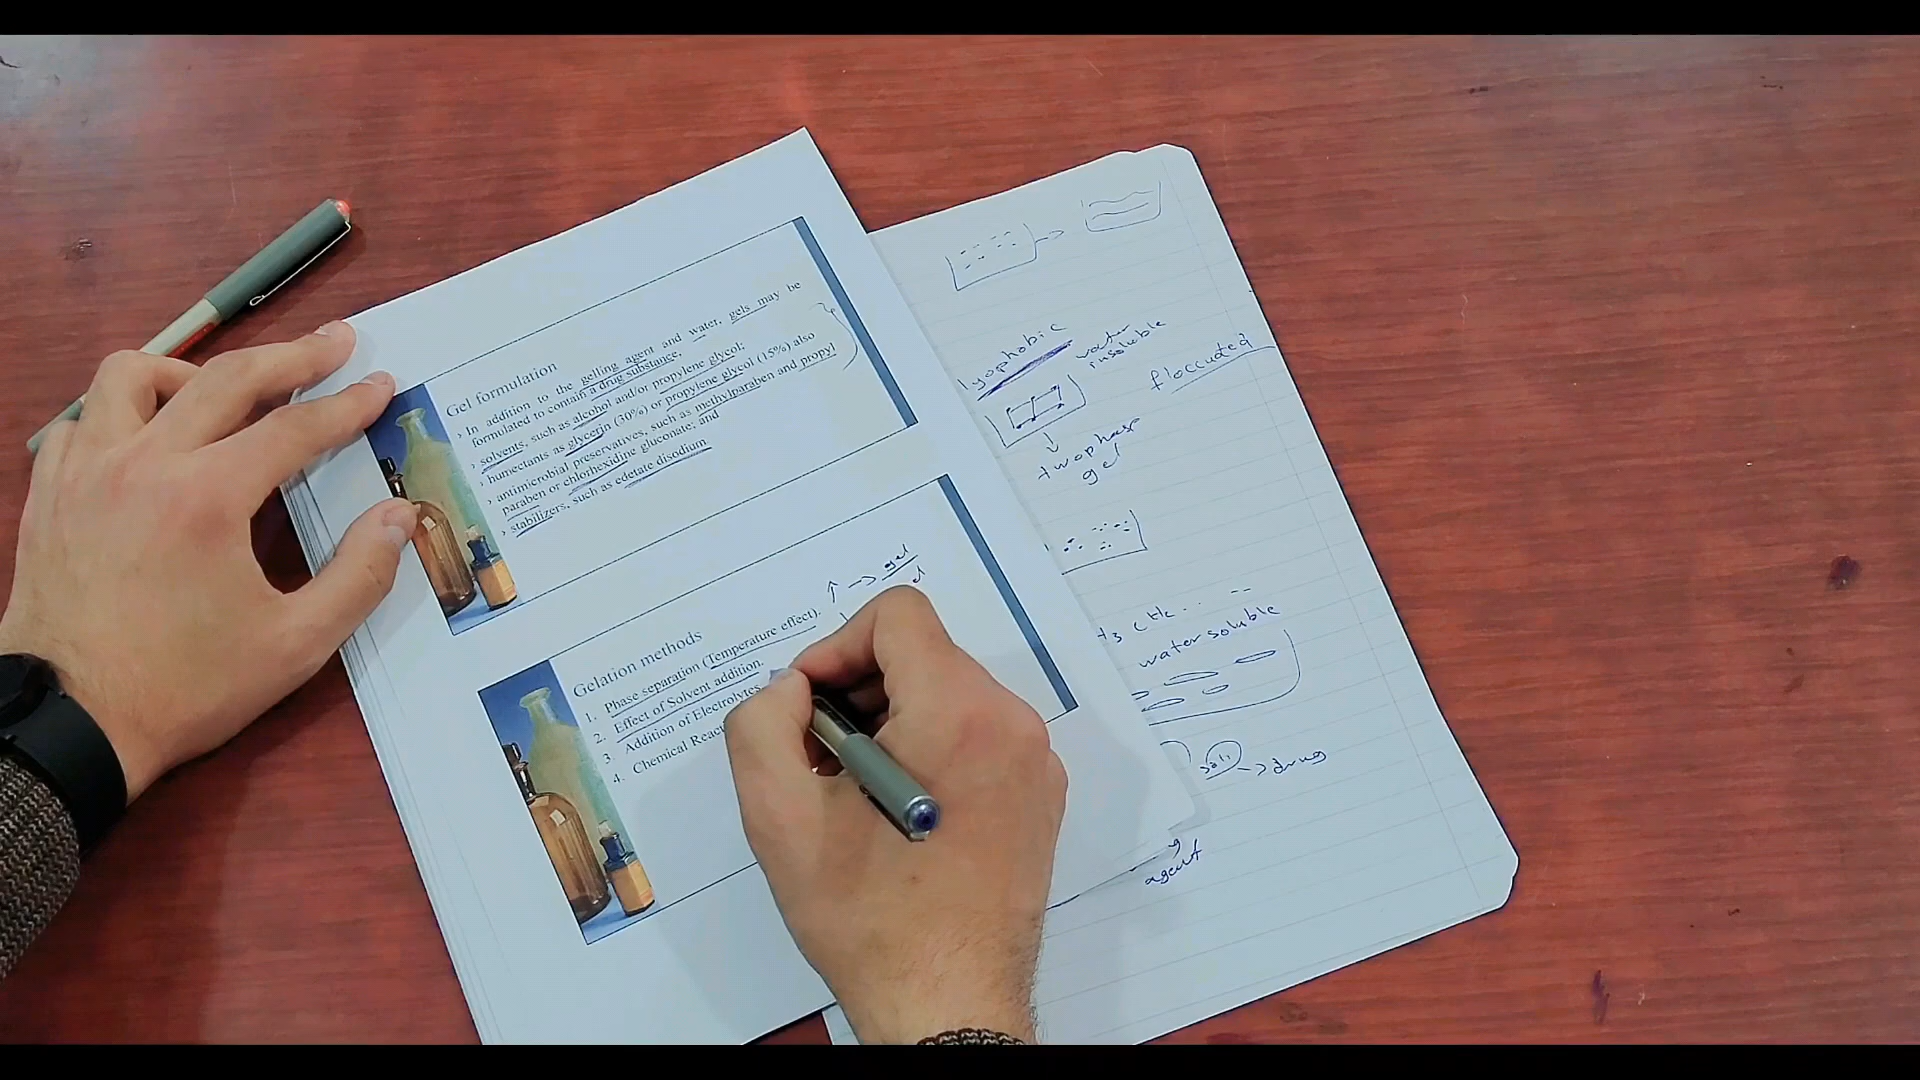 Gel formulation
› In addition to the gelling agent and water, gels may be
formulated to contain a drug substance,
› solvents, such as alcohol and/or propylene glycol;
› humectants as glycerin (30%) or propylene glycol (15%) also
› antimicrobial preservatives, such as methylparaben and propyl
paraben or chlorhexidine gluconate; and
› stabilizers, such as edetate disodium
Gelation methods
1. Phase separation (Temperature effect).
↑ → gel
2. Effect of Solvent addition.
3. Addition of Electrolytes
4. Chemical
lyophobic
water
insoluble
floccuated
twophase
gel
water soluble
→ drug
agent